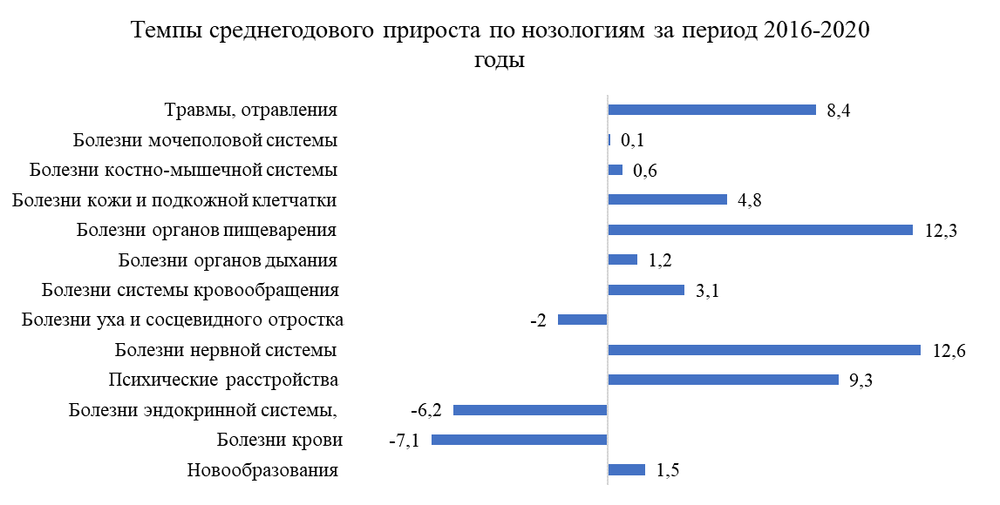 Темпы среднегодового прироста по нозологиям за период 2016-2020
годы
Травмы, отравления 8,4
Болезни мочеполовой системы 0,1
Болезни костно-мышечной системы 0,6
Болезни кожи и подкожной клетчатки 4,8
Болезни органов пищеварения 12,3
Болезни органов дыхания 1,2
Болезни системы кровообращения 3,1
Болезни уха и сосцевидного отростка -2
Болезни нервной системы 12,6
Психические расстройства 9,3
Болезни эндокринной системы, -6,2
Болезни крови -7,1
Новообразования 1,5